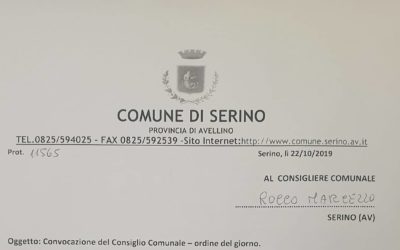 COMUNE DI SERINO
PROVINCIA DI AVELLINO
TEL.0825/594025 - FAX 0825/592539 -Sito Internet:http://www.comune.serino.av.it
Prot. 11565 Serino, lì 22/10/2019
AL CONSIGLIERE COMUNALE
ROCCO MARCELLO
SERINO (AV)
Oggetto: Convocazione del Consiglio Comunale – ordine del giorno.